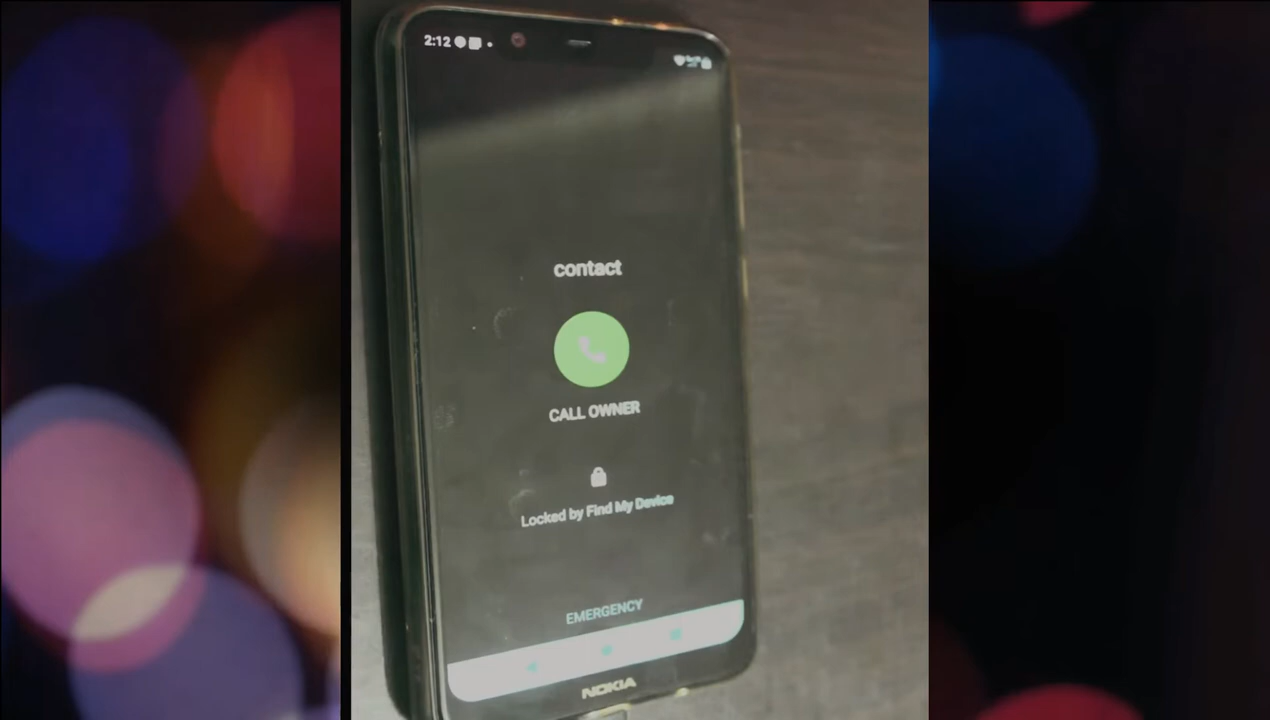 2:12
contact
CALL OWNER
Locked by Find My Device
EMERGENCY
NOKIA